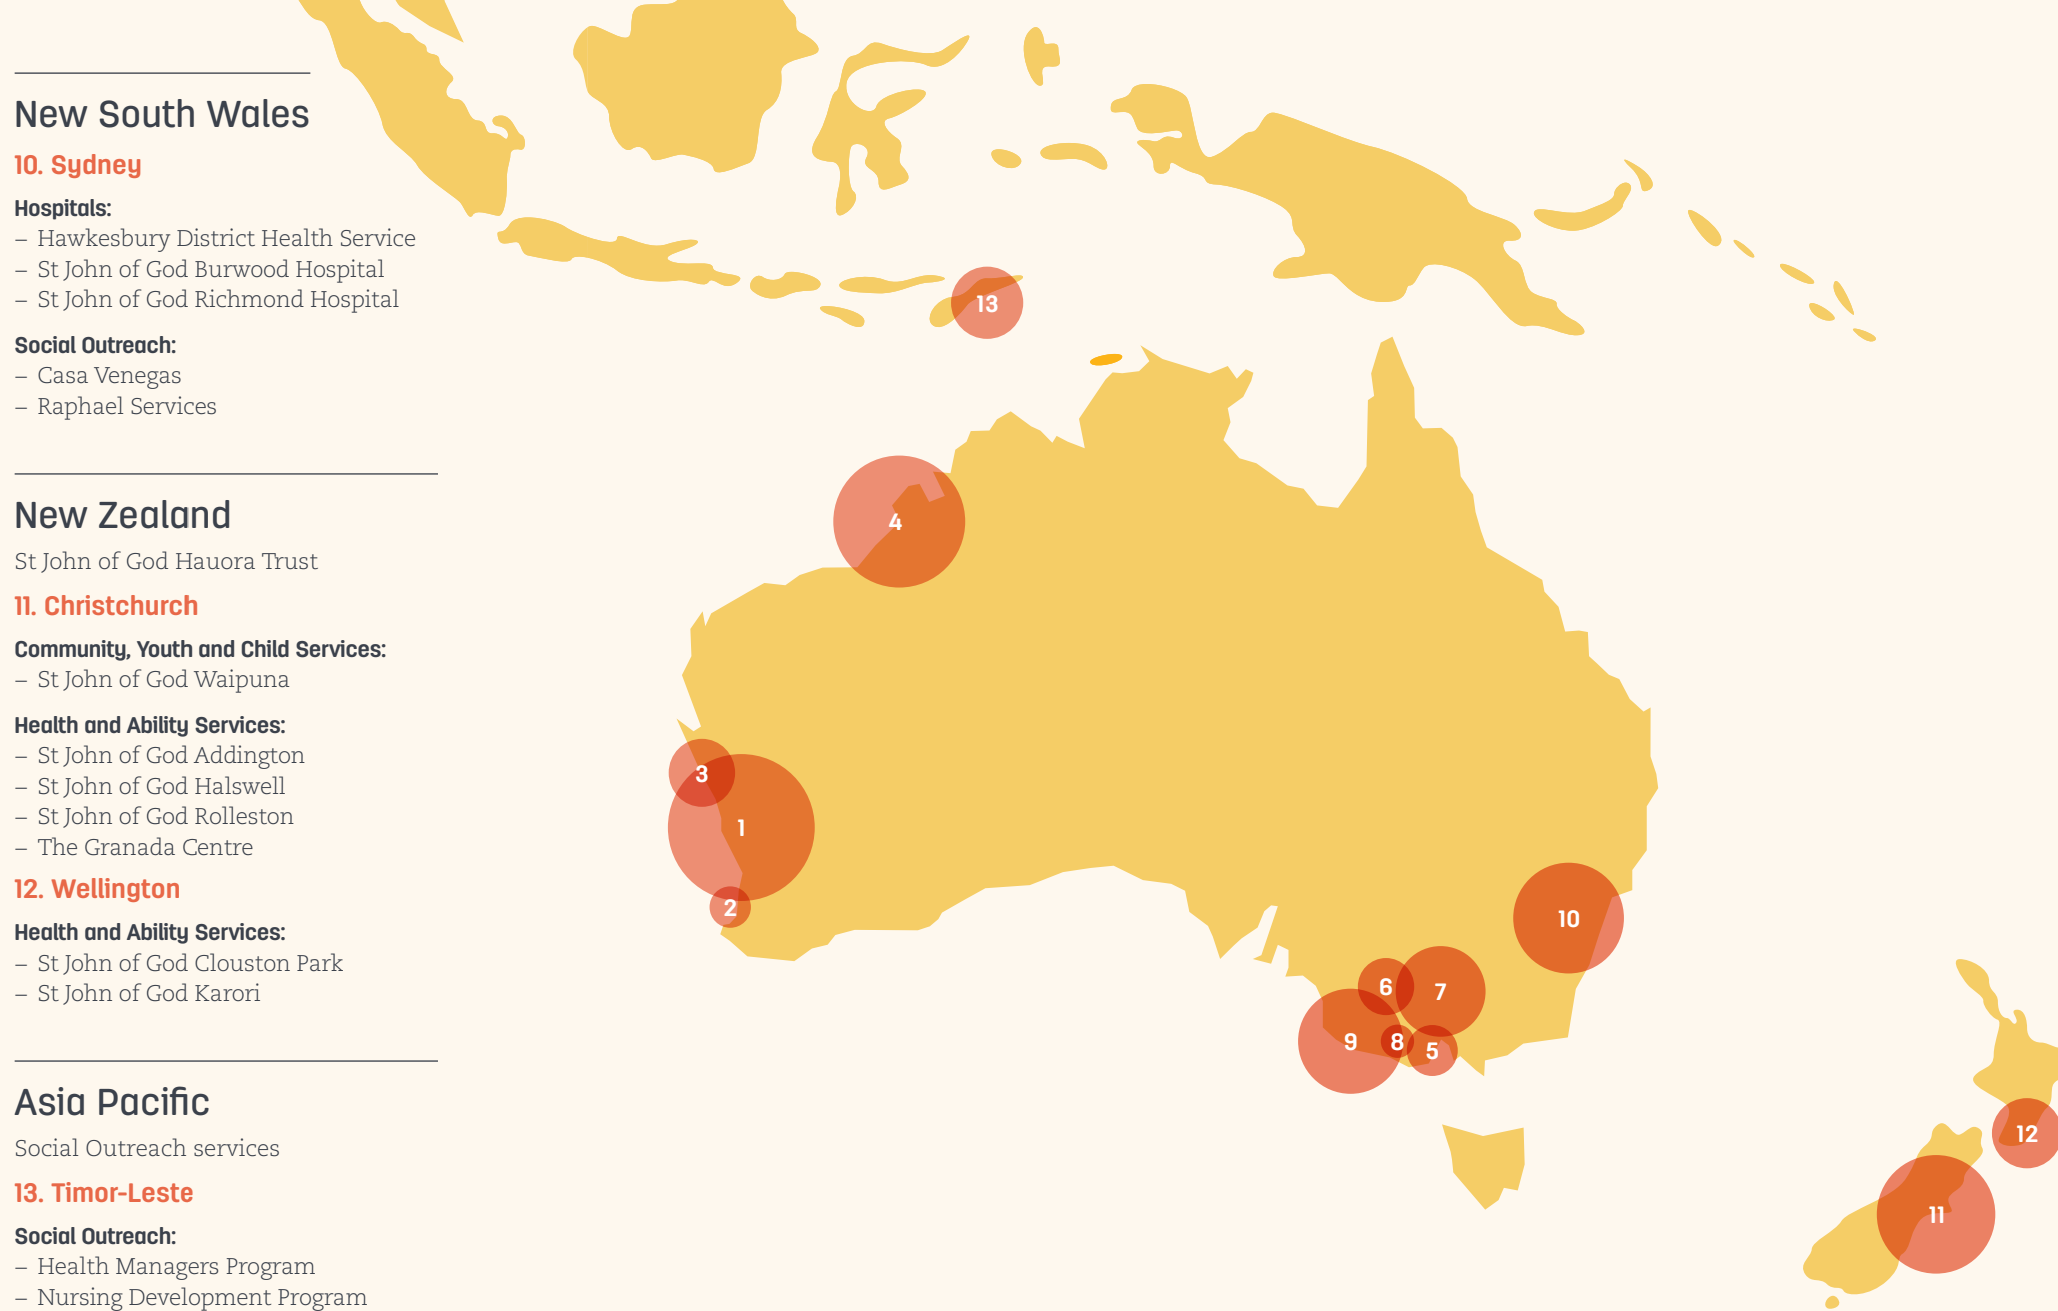 New South Wales
10. Sydney
Hospitals:
– Hawkesbury District Health Service
– St John of God Burwood Hospital
– St John of God Richmond Hospital
Social Outreach:
– Casa Venegas
– Raphael Services
New Zealand
St John of God Hauora Trust
11. Christchurch
Community, Youth and Child Services:
– St John of God Waipuna
Health and Ability Services:
– St John of God Addington
– St John of God Halswell
– St John of God Rolleston
– The Granada Centre
12. Wellington
Health and Ability Services:
– St John of God Clouston Park
– St John of God Karori
Asia Pacific
Social Outreach services
13. Timor-Leste
Social Outreach:
– Health Managers Program
– Nursing Development Program
13
4
3
1
2
10
6
7
9
8
5
12
11